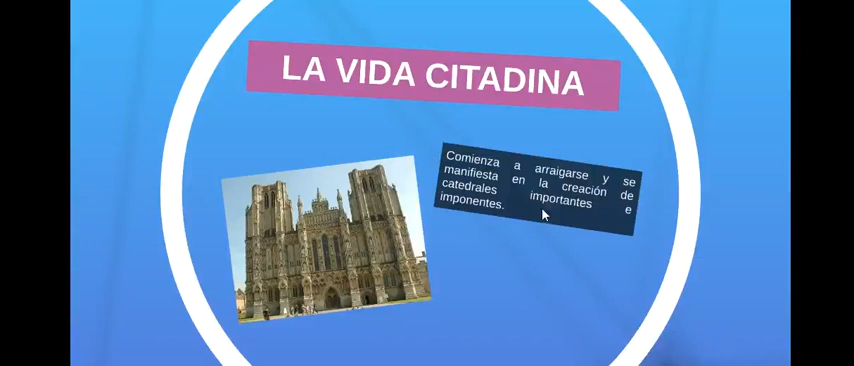 LA VIDA CITADINA
Comienza a arraigarse y se
manifiesta en la creación de
catedrales importantes e
imponentes.